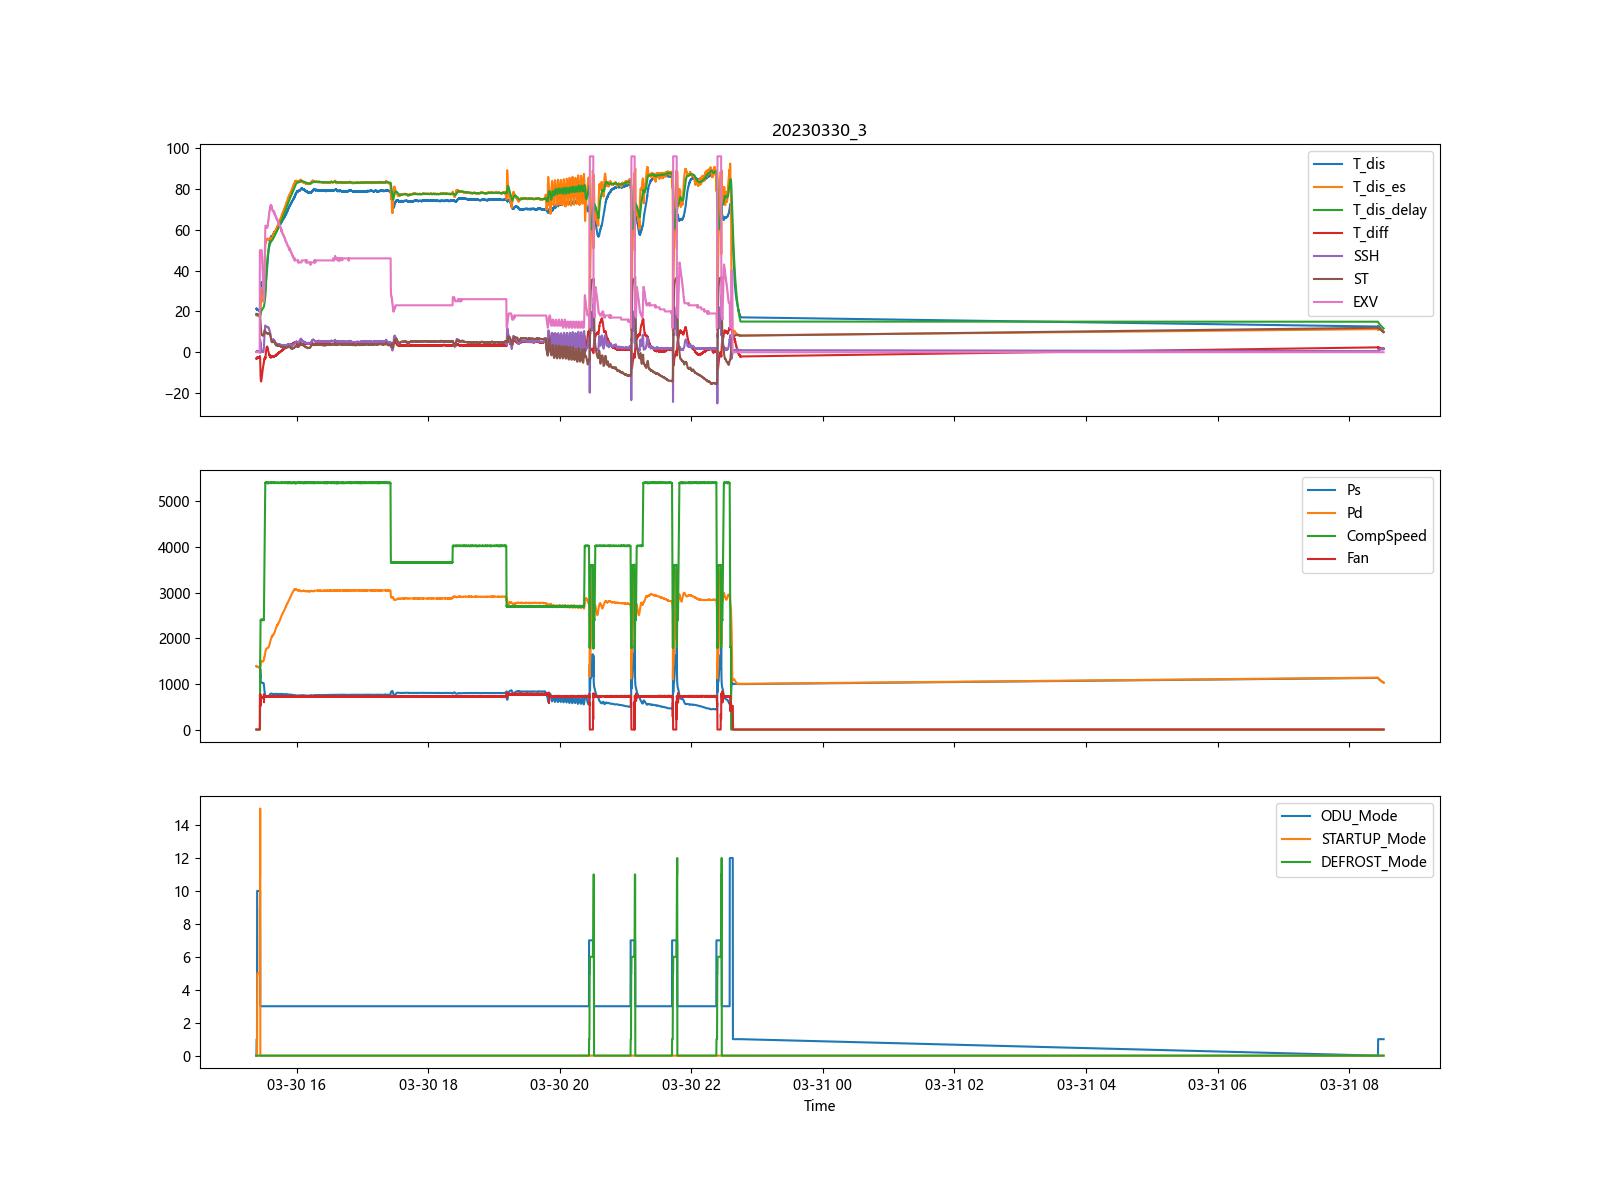 20230330_3
100
80
60
40
20
0
−20
T_dis
T_dis_es
T_dis_delay
T_diff
SSH
ST
EXV
5000
4000
3000
2000
1000
0
Ps
Pd
CompSpeed
Fan
14
12
10
8
6
4
2
0
ODU_Mode
STARTUP_Mode
DEFROST_Mode
03-30 16 03-30 18 03-30 20 03-30 22 03-31 00 03-31 02 03-31 04 03-31 06 03-31 08
Time